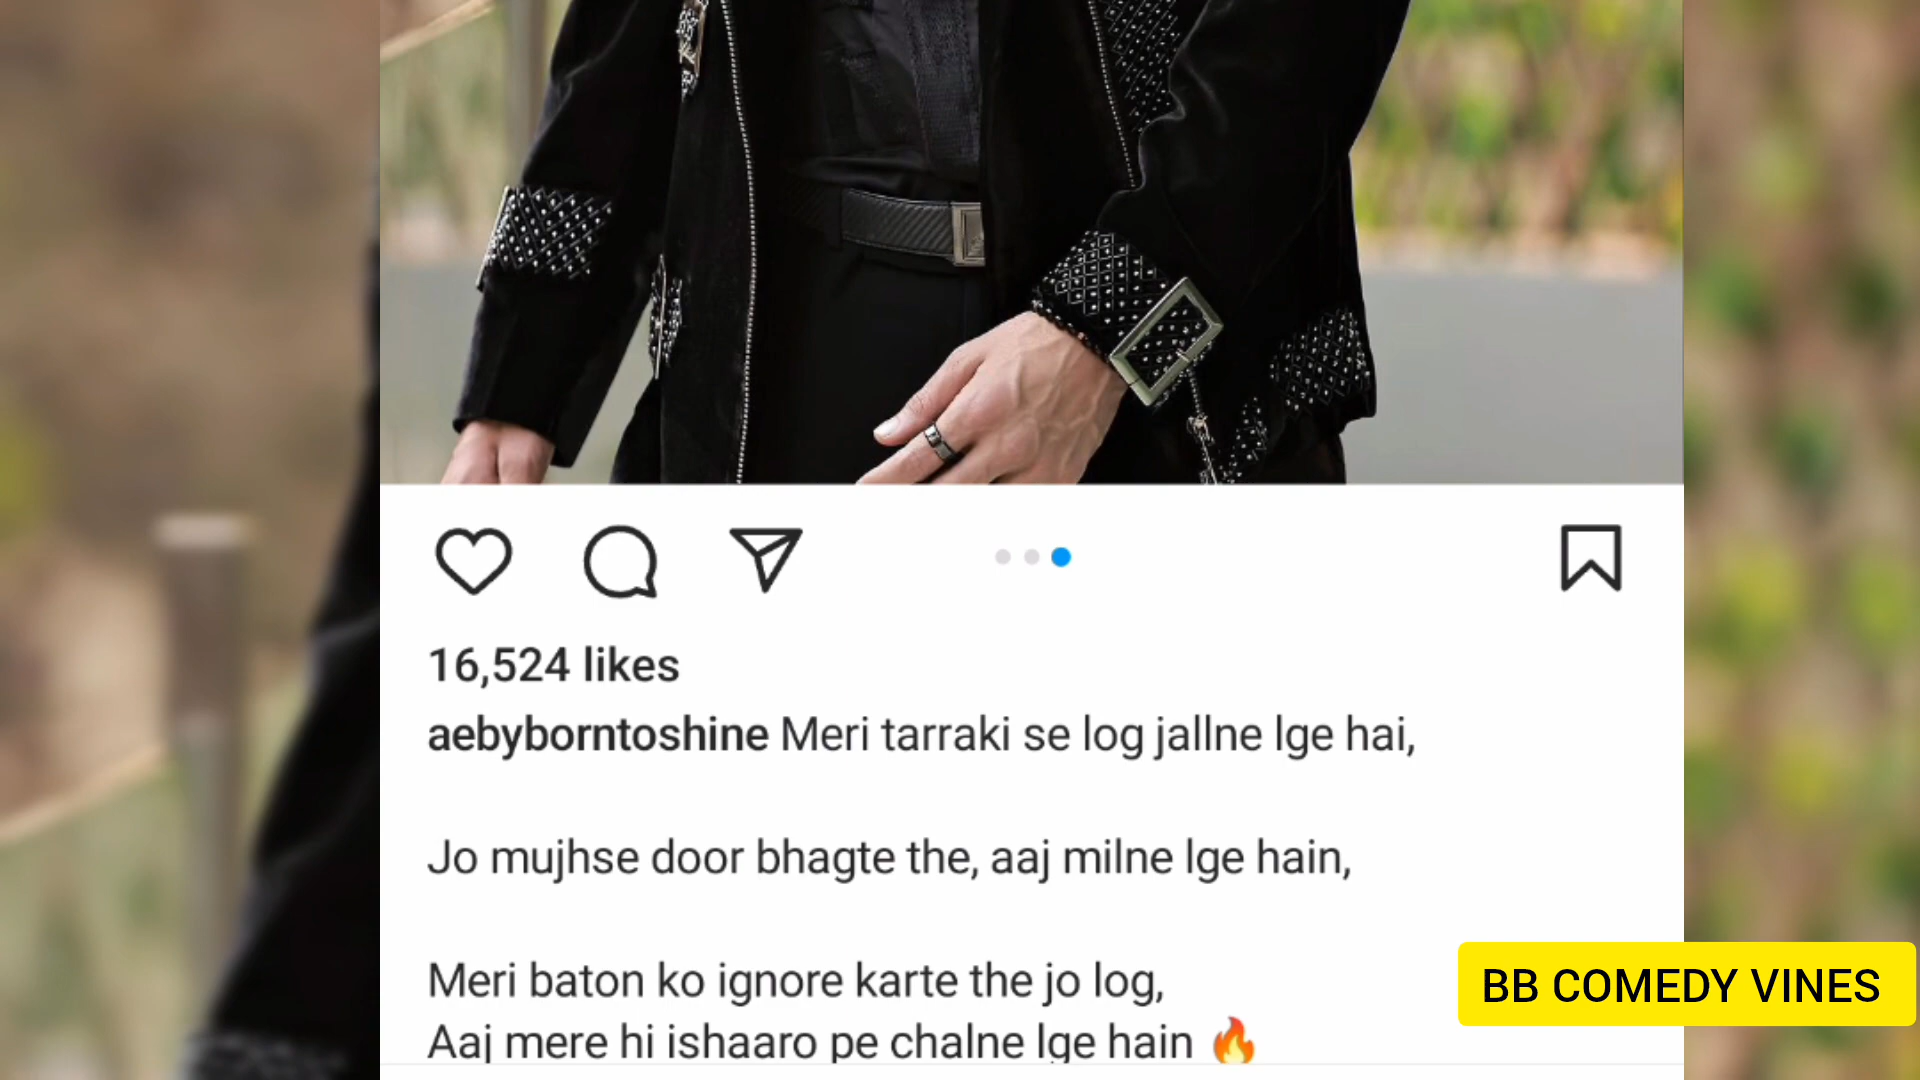 16,524 likes
aebyborntoshine Meri tarraki se log jallne lge hai,
Jo mujhse door bhagte the, aaj milne lge hain,
Meri baton ko ignore karte the jo log,
Aaj mere hi ishaaro pe chalne lge hain 🔥
BB COMEDY VINES